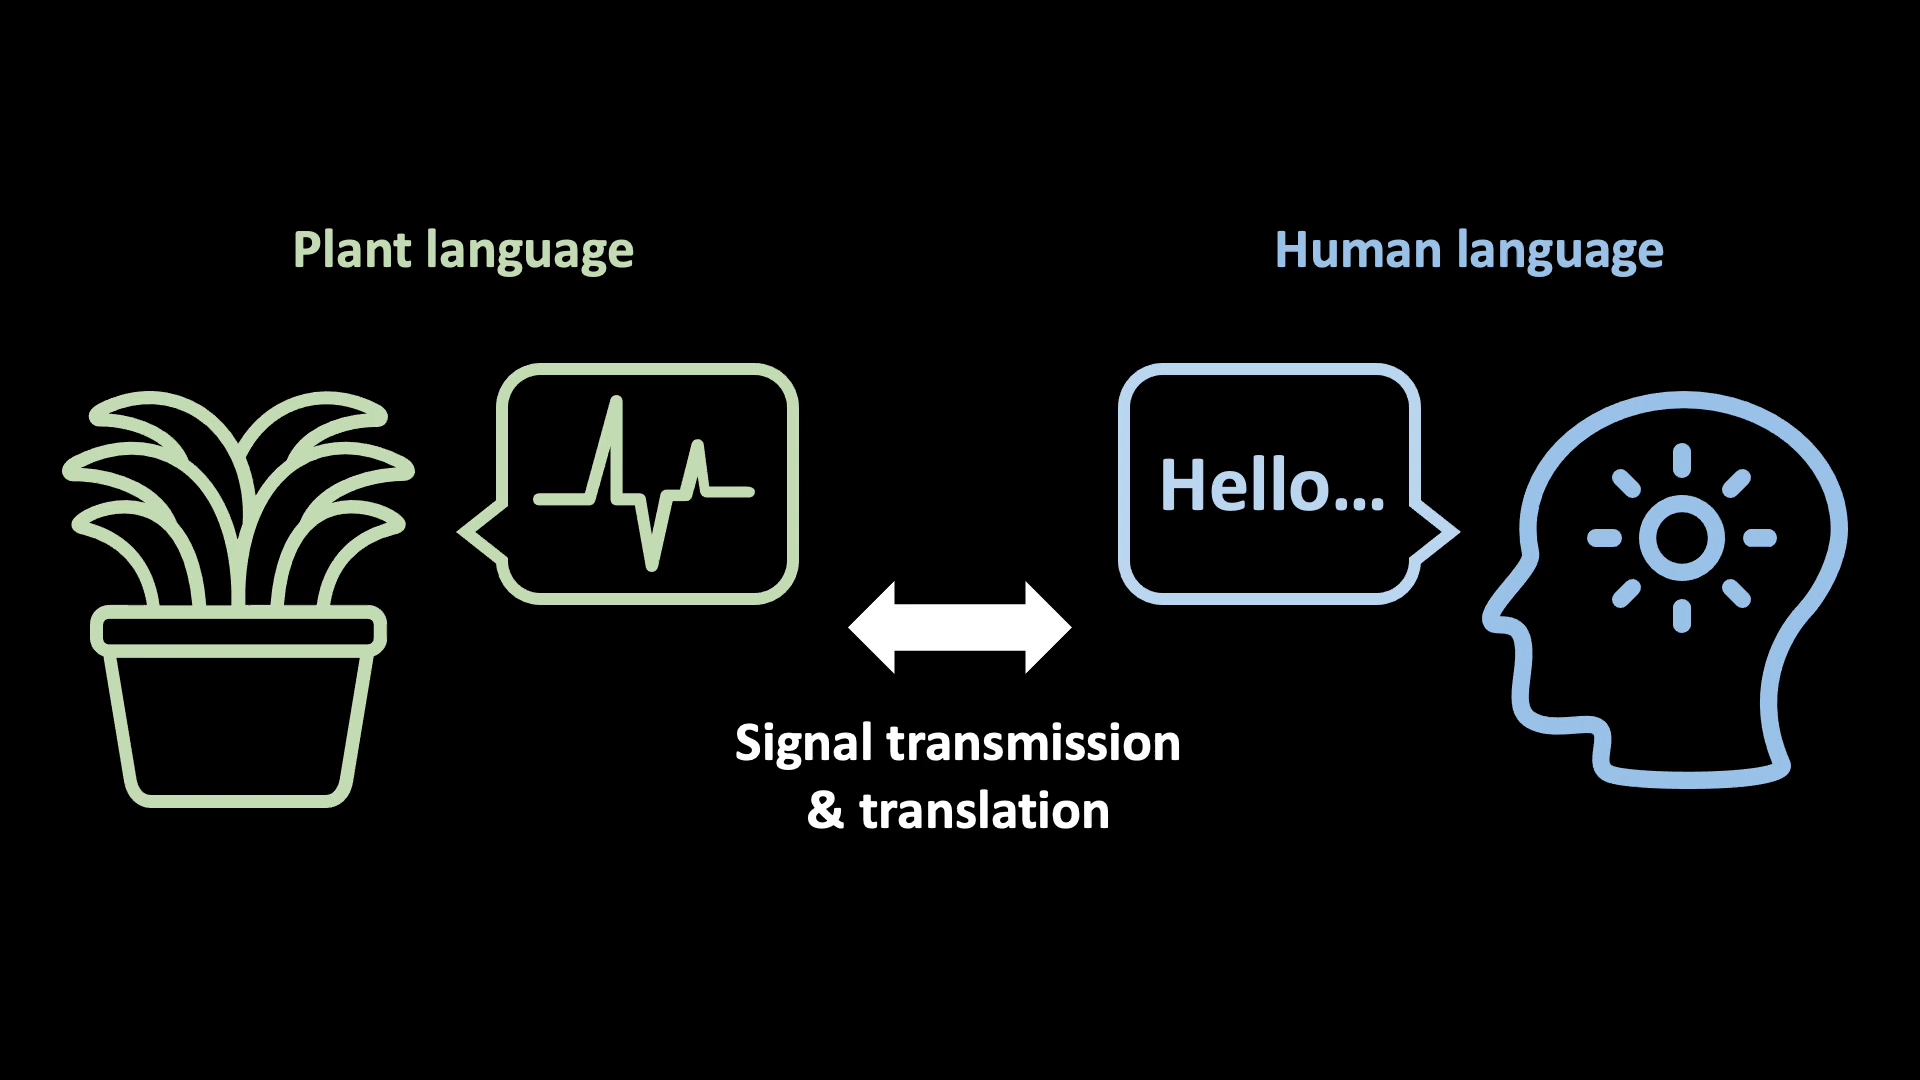 Plant language
Human language
Hello...
Signal transmission
& translation